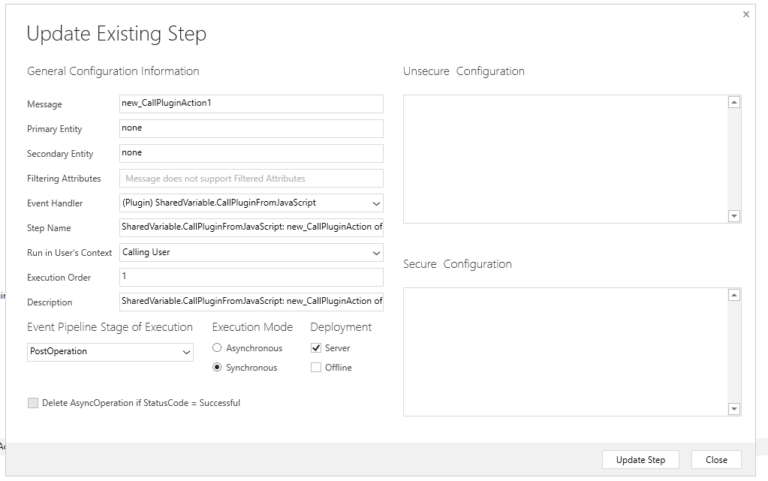 Update Existing Step
General Configuration Information
Message new_CallPluginAction1
Primary Entity none
Secondary Entity none
Filtering Attributes Message does not support Filtered Attributes
Event Handler (Plugin) SharedVariable.CallPluginFromJavaScript
Step Name SharedVariable.CallPluginFromJavaScript: new_CallPluginAction of
Run in User's Context Calling User
Execution Order 1
Description SharedVariable.CallPluginFromJavaScript: new_CallPluginAction of
Event Pipeline Stage of Execution Execution Mode Deployment
PostOperation Asynchronous Server
Synchronous Offline
Delete AsyncOperation if StatusCode = Successful
Unsecure Configuration
Secure Configuration
Update Step Close